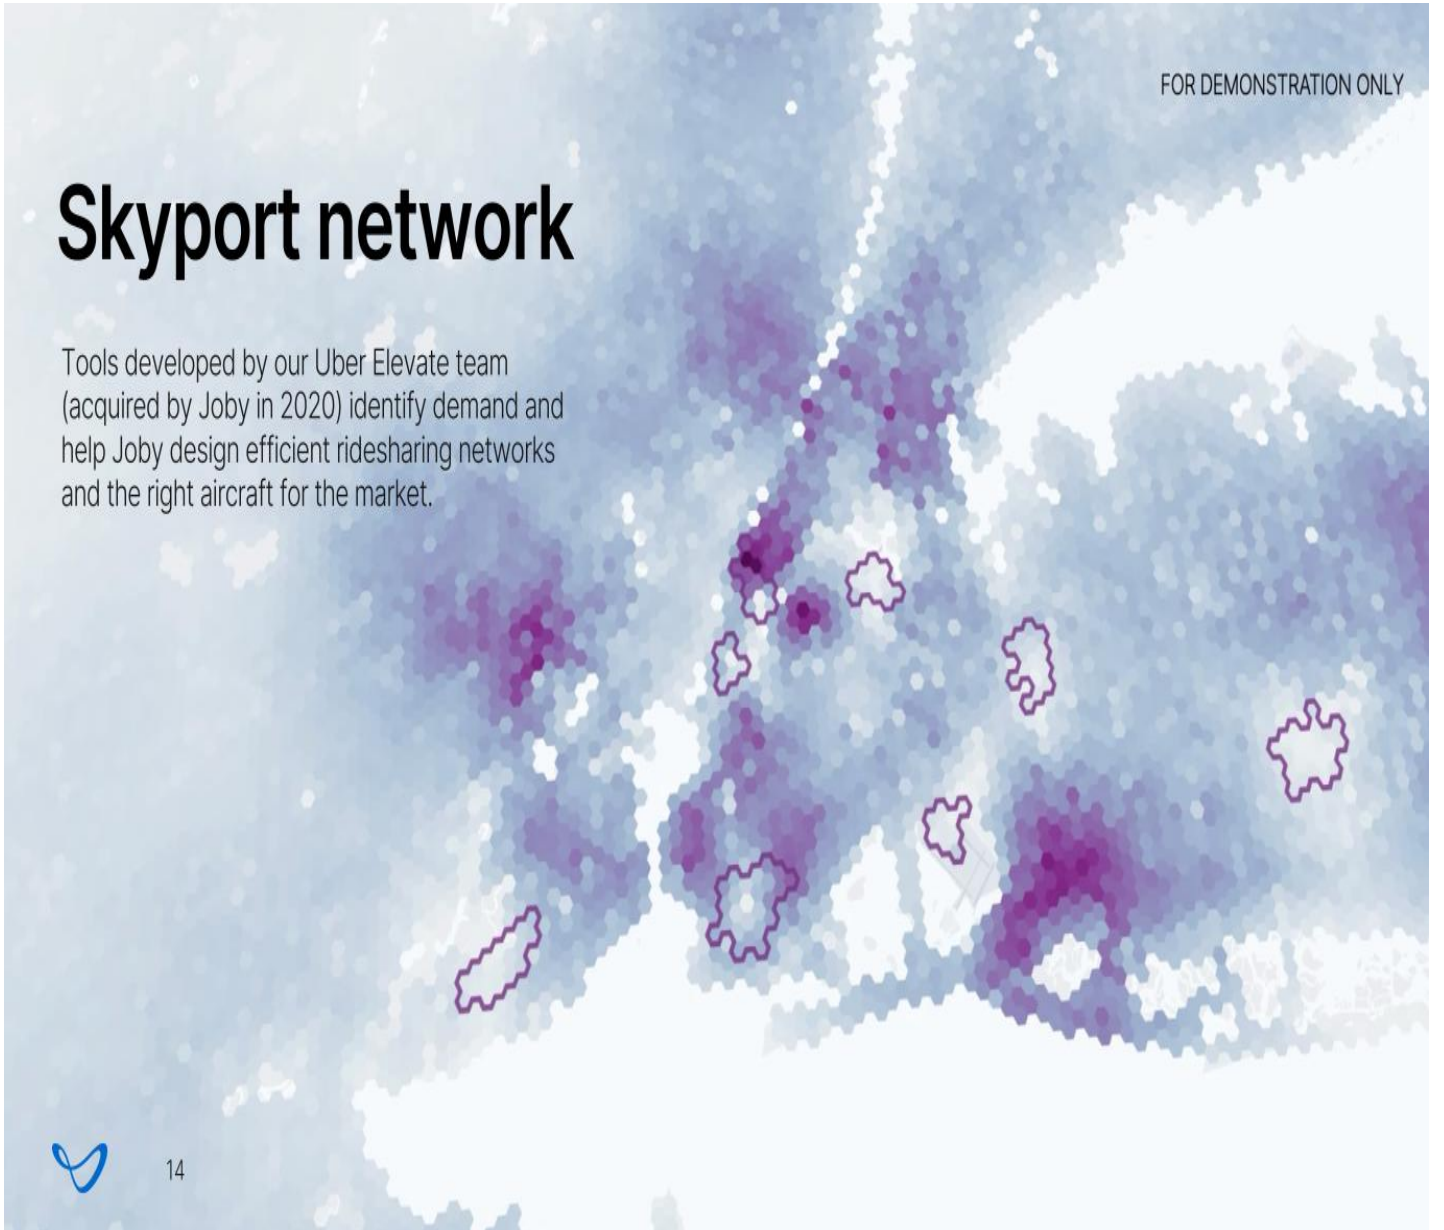 FOR DEMONSTRATION ONLY
Skyport network
Tools developed by our Uber Elevate team
(acquired by Joby in 2020) identify demand and
help Joby design efficient ridesharing networks
and the right aircraft for the market.
14